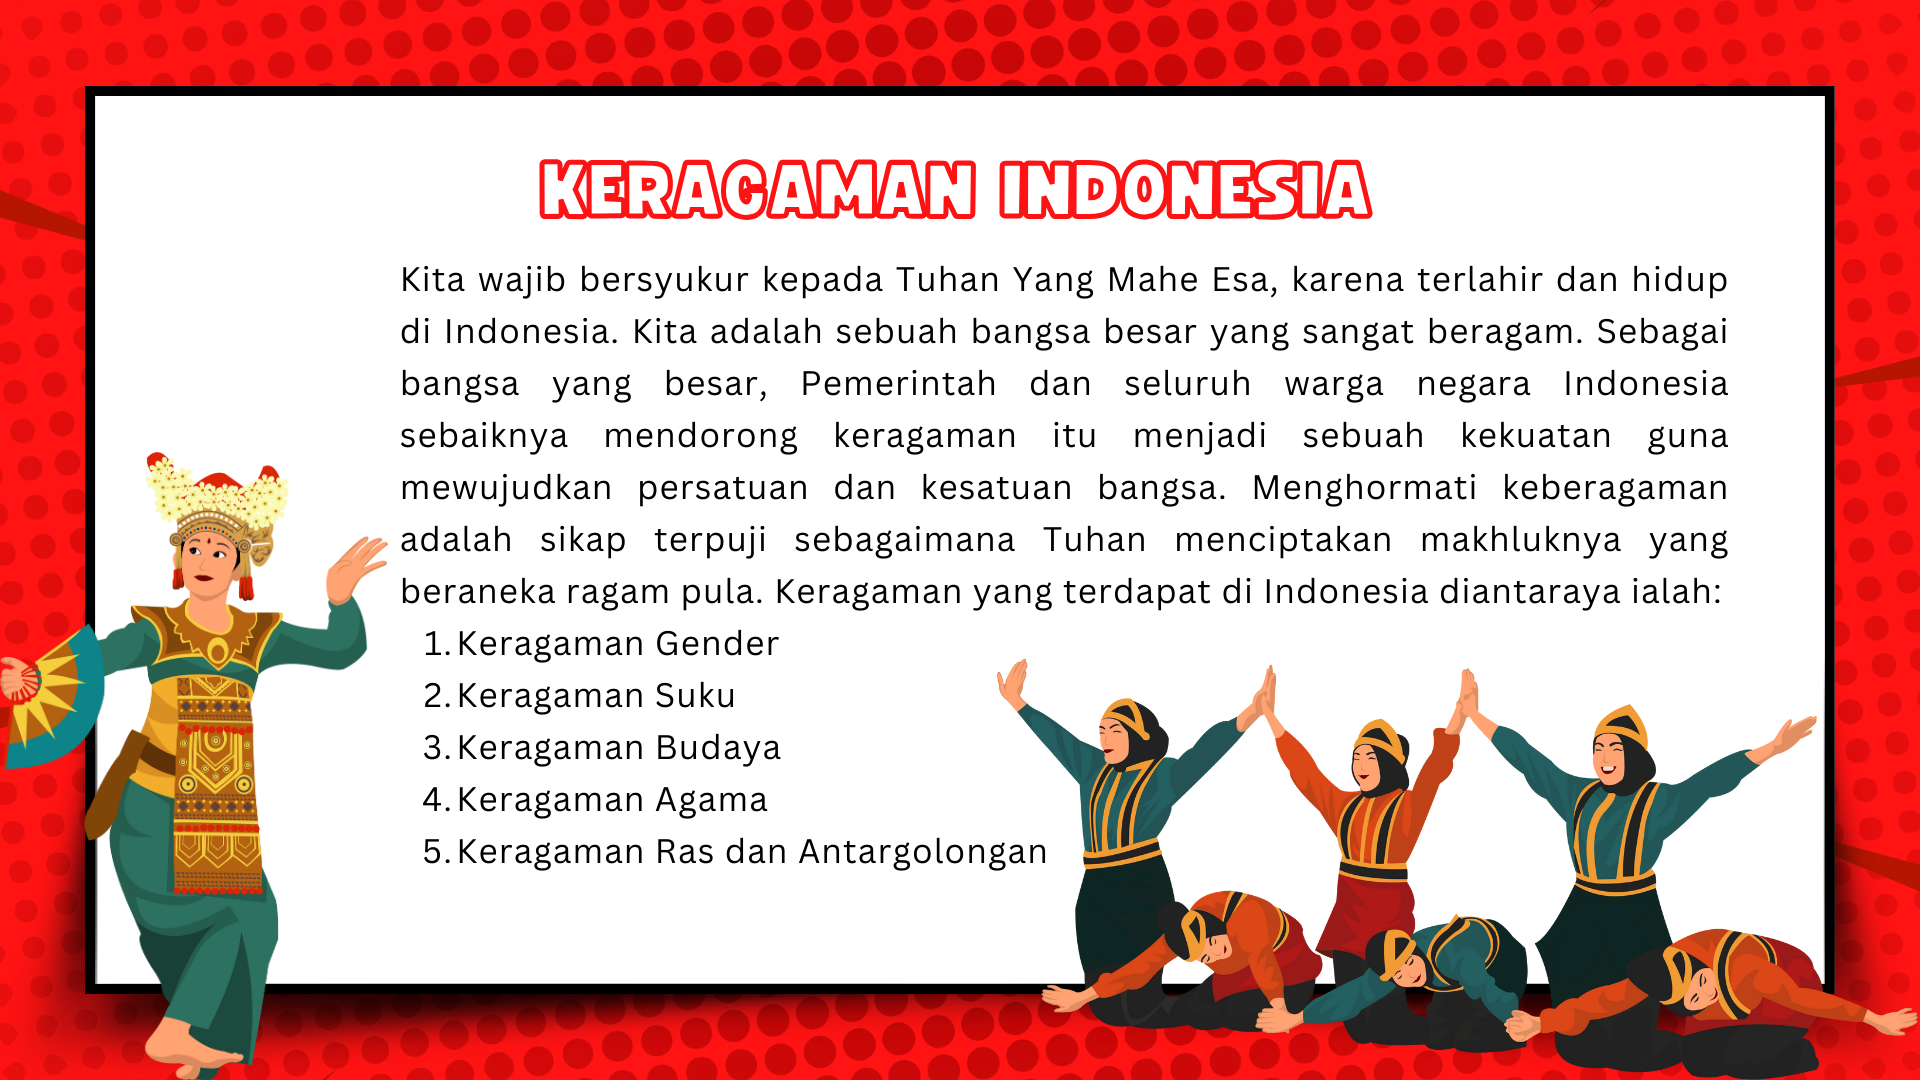 KERAGAMAN INDONESIA
Kita wajib bersyukur kepada Tuhan Yang Mahe Esa, karena terlahir dan hidup
di Indonesia. Kita adalah sebuah bangsa besar yang sangat beragam. Sebagai
bangsa yang besar, Pemerintah dan seluruh warga negara Indonesia
sebaiknya mendorong keragaman itu menjadi sebuah kekuatan guna
mewujudkan persatuan dan kesatuan bangsa. Menghormati keberagaman
adalah sikap terpuji sebagaimana Tuhan menciptakan makhluknya yang
beraneka ragam pula. Keragaman yang terdapat di Indonesia diantaraya ialah:
1. Keragaman Gender
2. Keragaman Suku
3. Keragaman Budaya
4. Keragaman Agama
5. Keragaman Ras dan Antargolongan